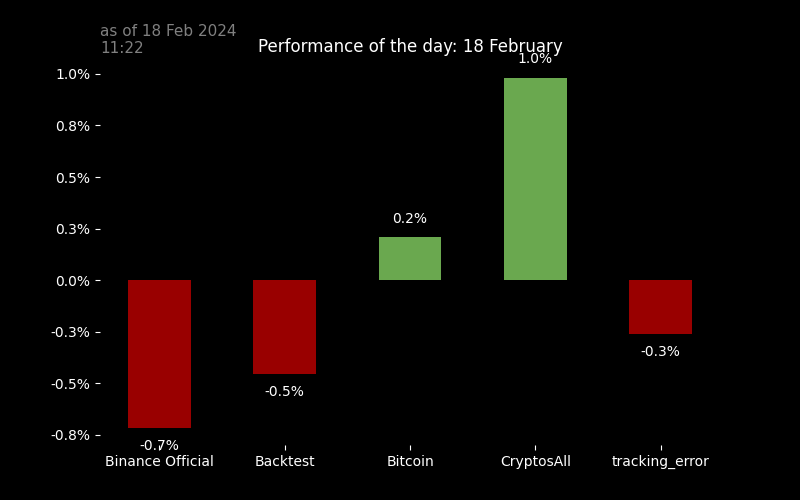 as of 18 Feb 2024
11:22
Performance of the day: 18 February
1.0%
0.8%
0.5%
0.3%
0.0%
-0.3%
-0.5%
-0.8%
-0.7%
-0.5%
0.2%
1.0%
-0.3%
Binance Official
Backtest
Bitcoin
CryptosAll
tracking_error